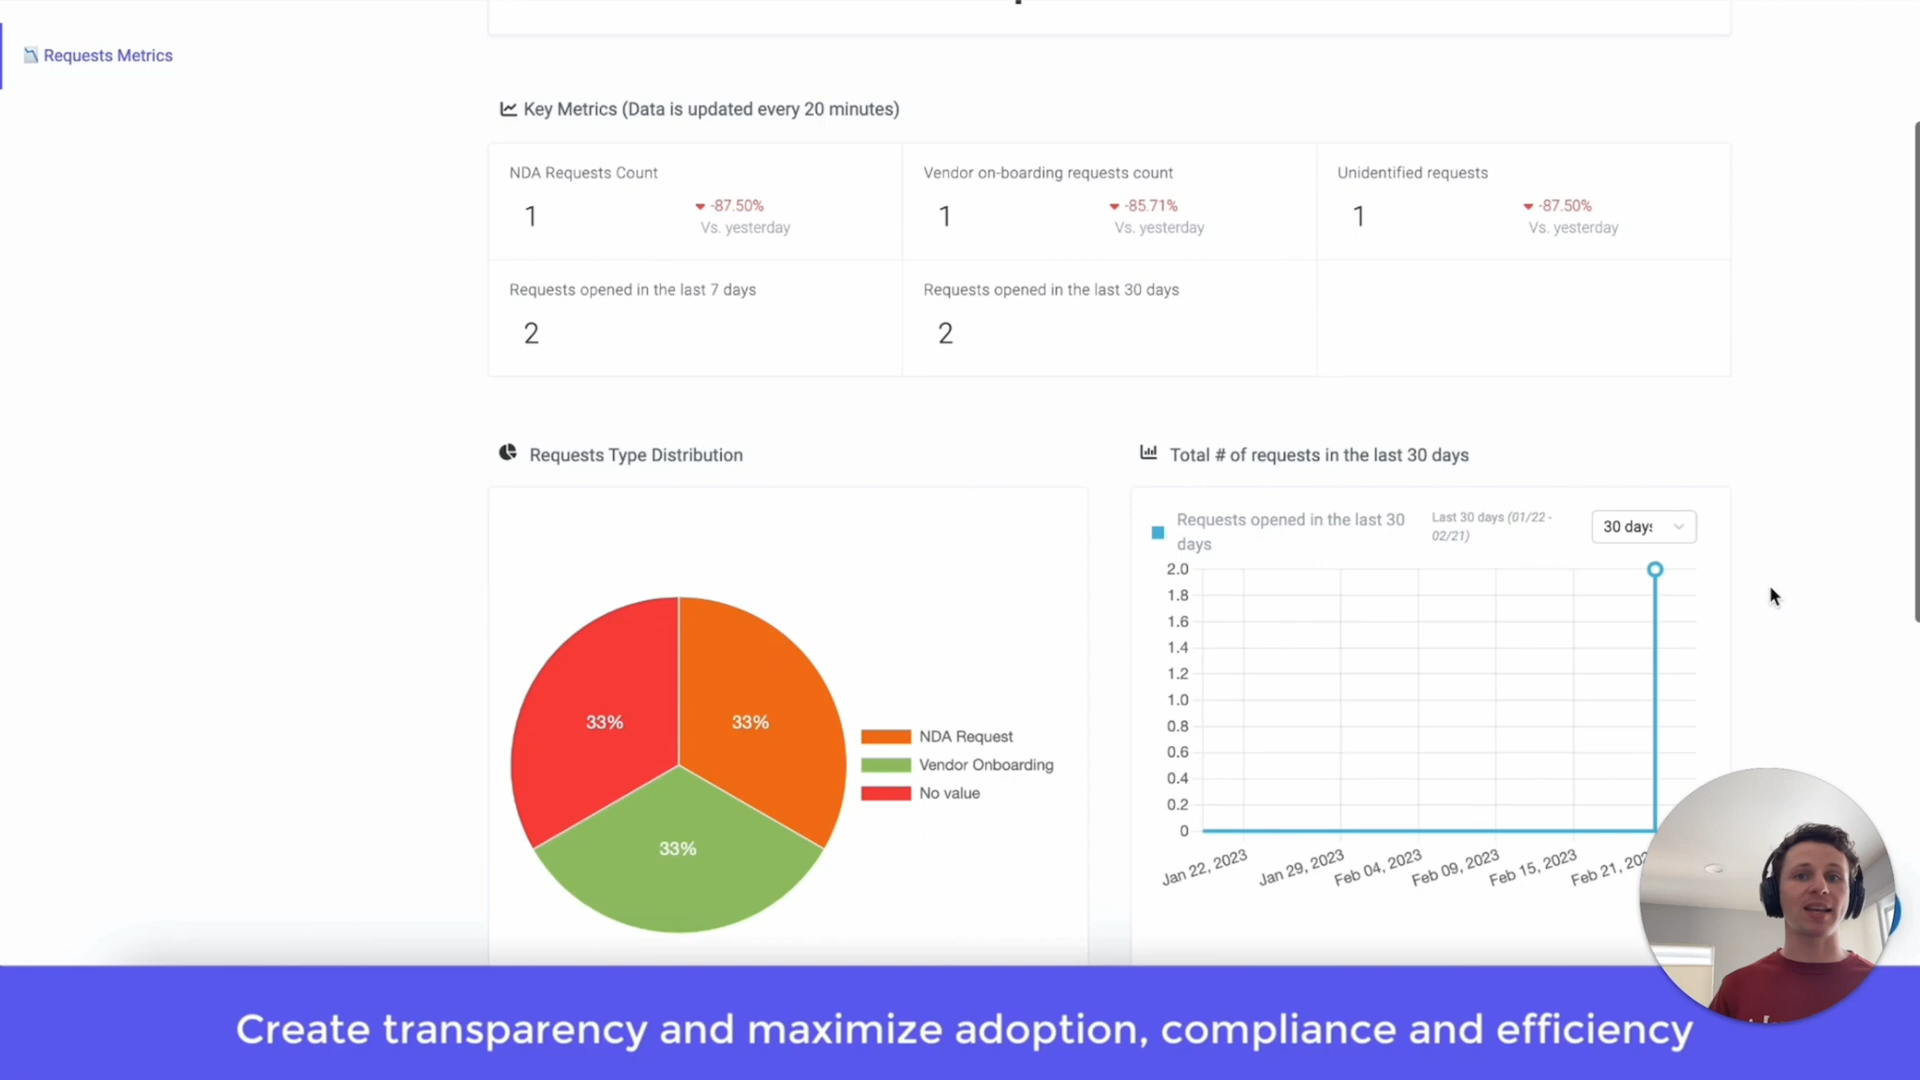 Requests Metrics
Key Metrics (Data is updated every 20 minutes)
NDA Requests Count
1
-87.50%
Vs. yesterday
Vendor on-boarding requests count
1
-85.71%
Vs. yesterday
Unidentified requests
1
-87.50%
Vs. yesterday
Requests opened in the last 7 days
2
Requests opened in the last 30 days
2
Requests Type Distribution
33%
33%
33%
NDA Request
Vendor Onboarding
No value
Total # of requests in the last 30 days
Requests opened in the last 30
days
Last 30 days (01/22 -
02/21)
30 days
2.0
1.8
1.6
1.4
1.2
1.0
0.8
0.6
0.4
0.2
0
Jan 22, 2023
Jan 29, 2023
Feb 04, 2023
Feb 09, 2023
Feb 15, 2023
Feb 21,
Create transparency and maximize adoption, compliance and efficiency